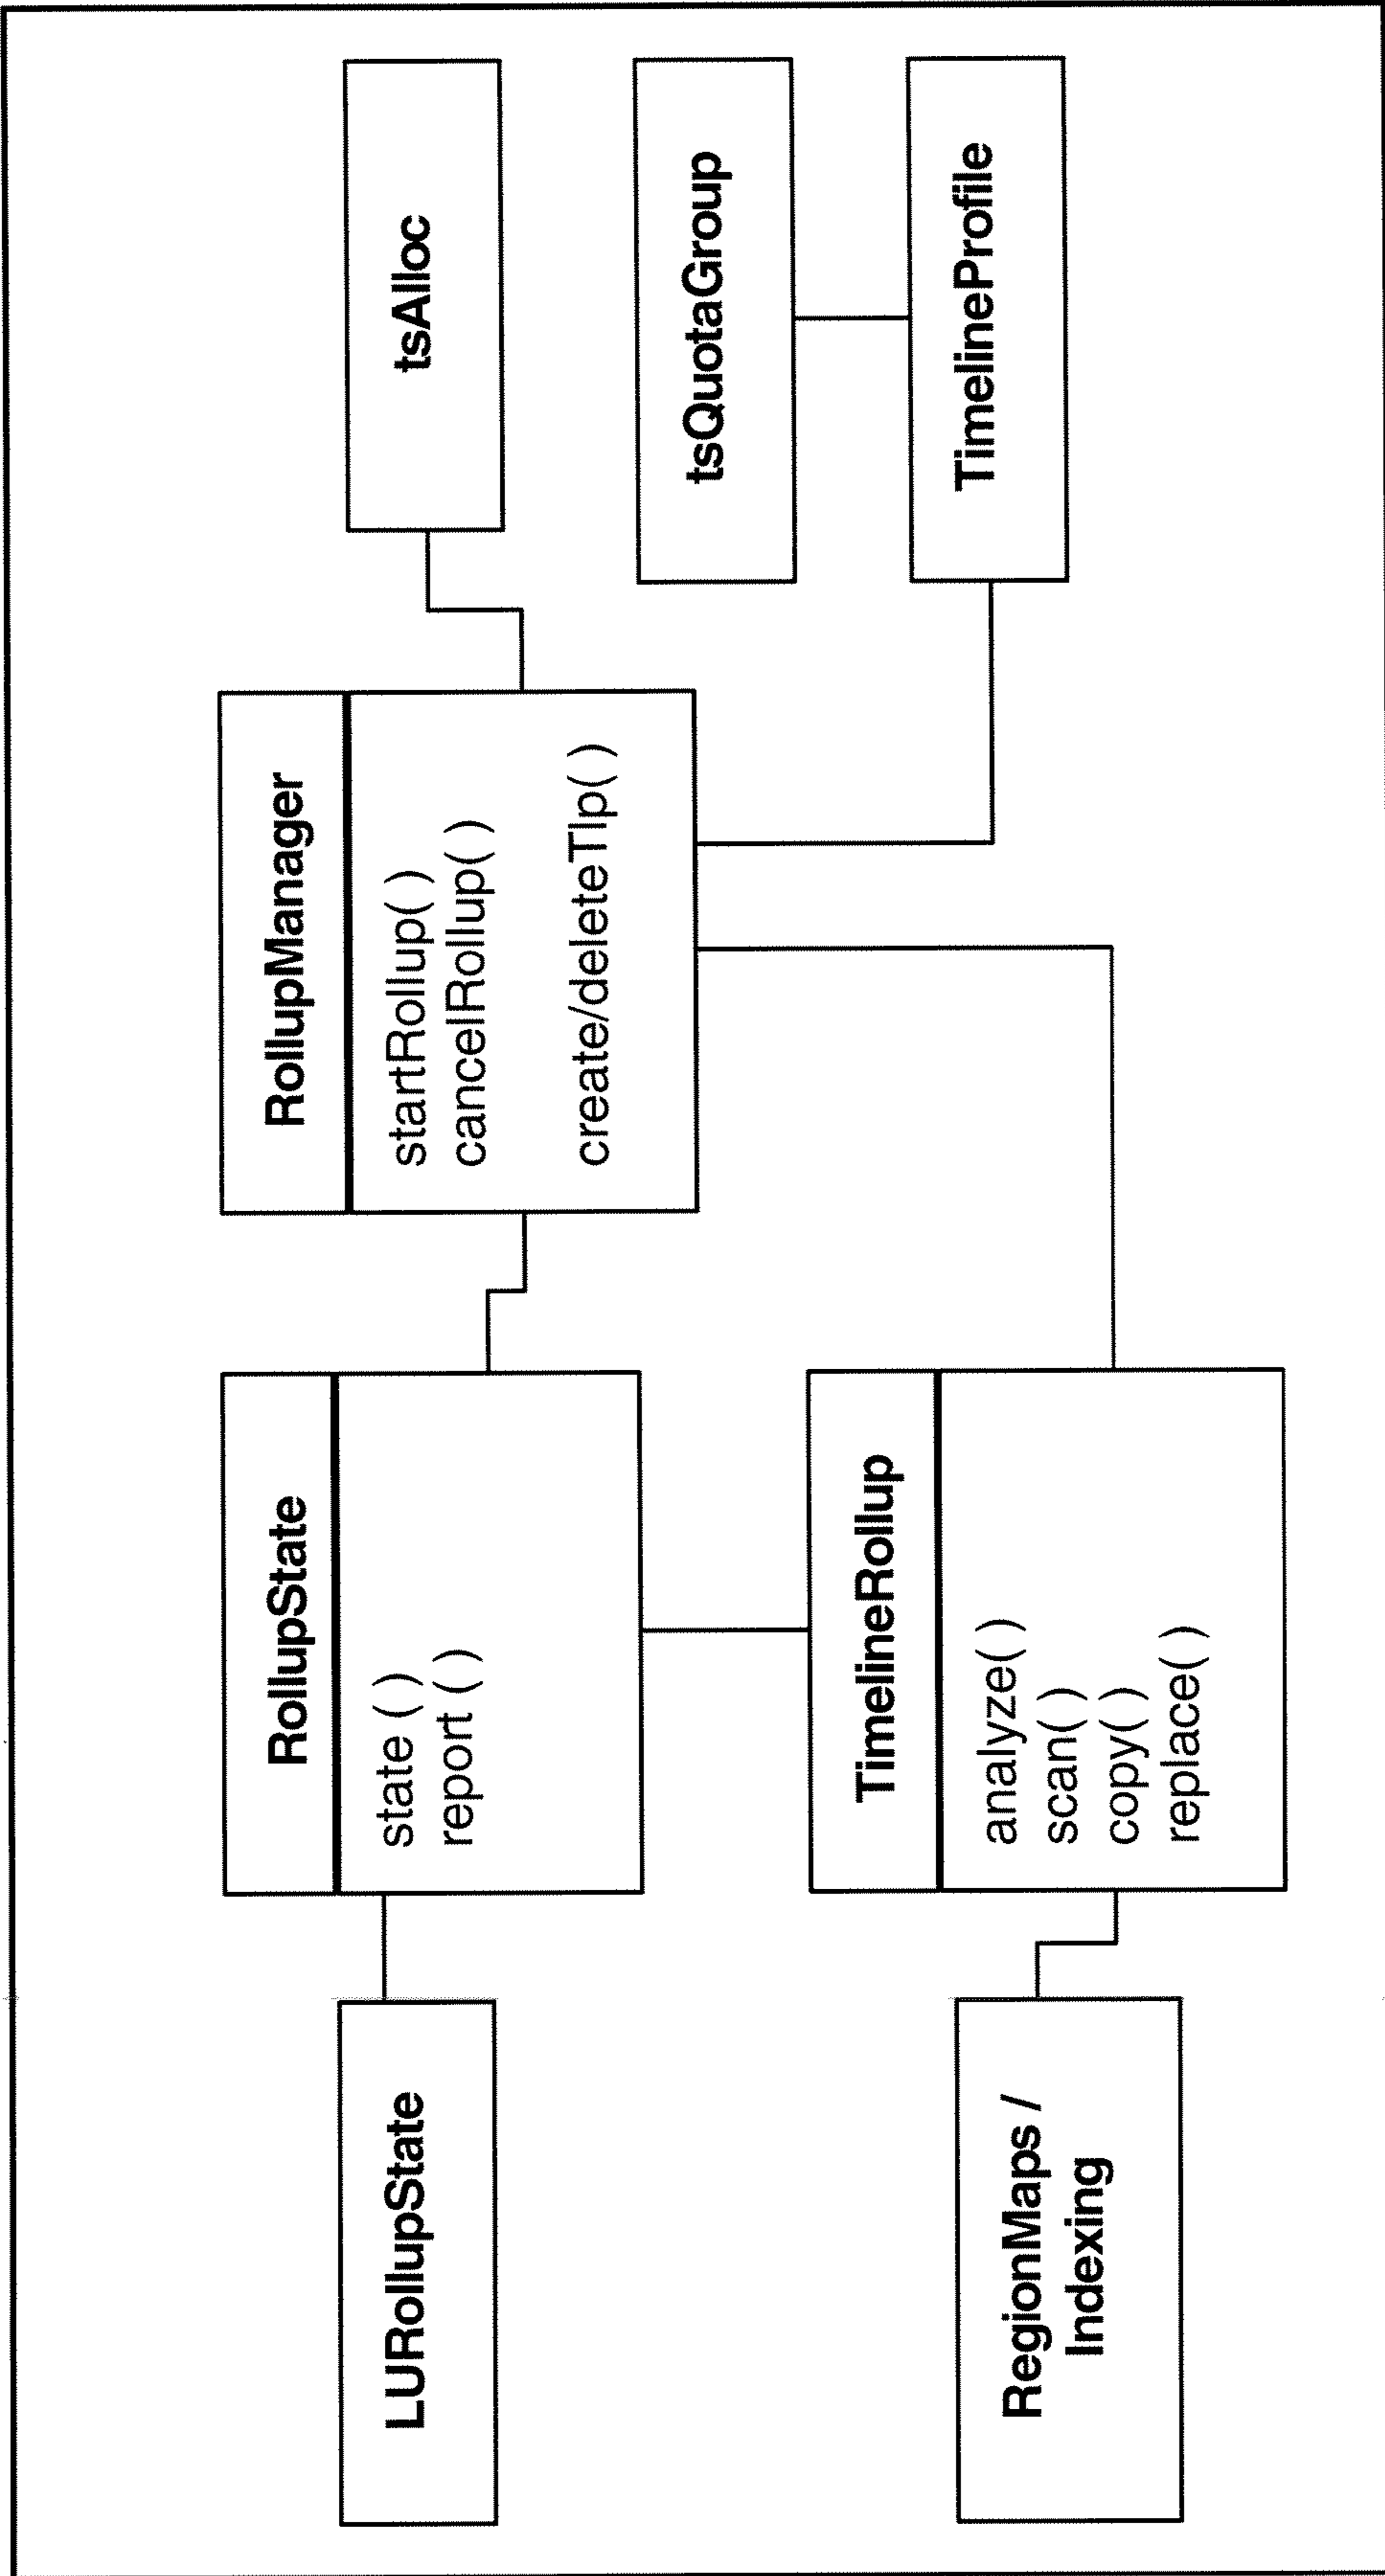 LURollupState
RollupState
state ( )
report ( )
RollupManager
startRollup( )
cancelRollup( )
create/deleteTlp( )
tsAlloc
tsQuotaGroup
TimelineProfile
RegionMaps /
Indexing
TimelineRollup
analyze( )
scan( )
copy( )
replace( )